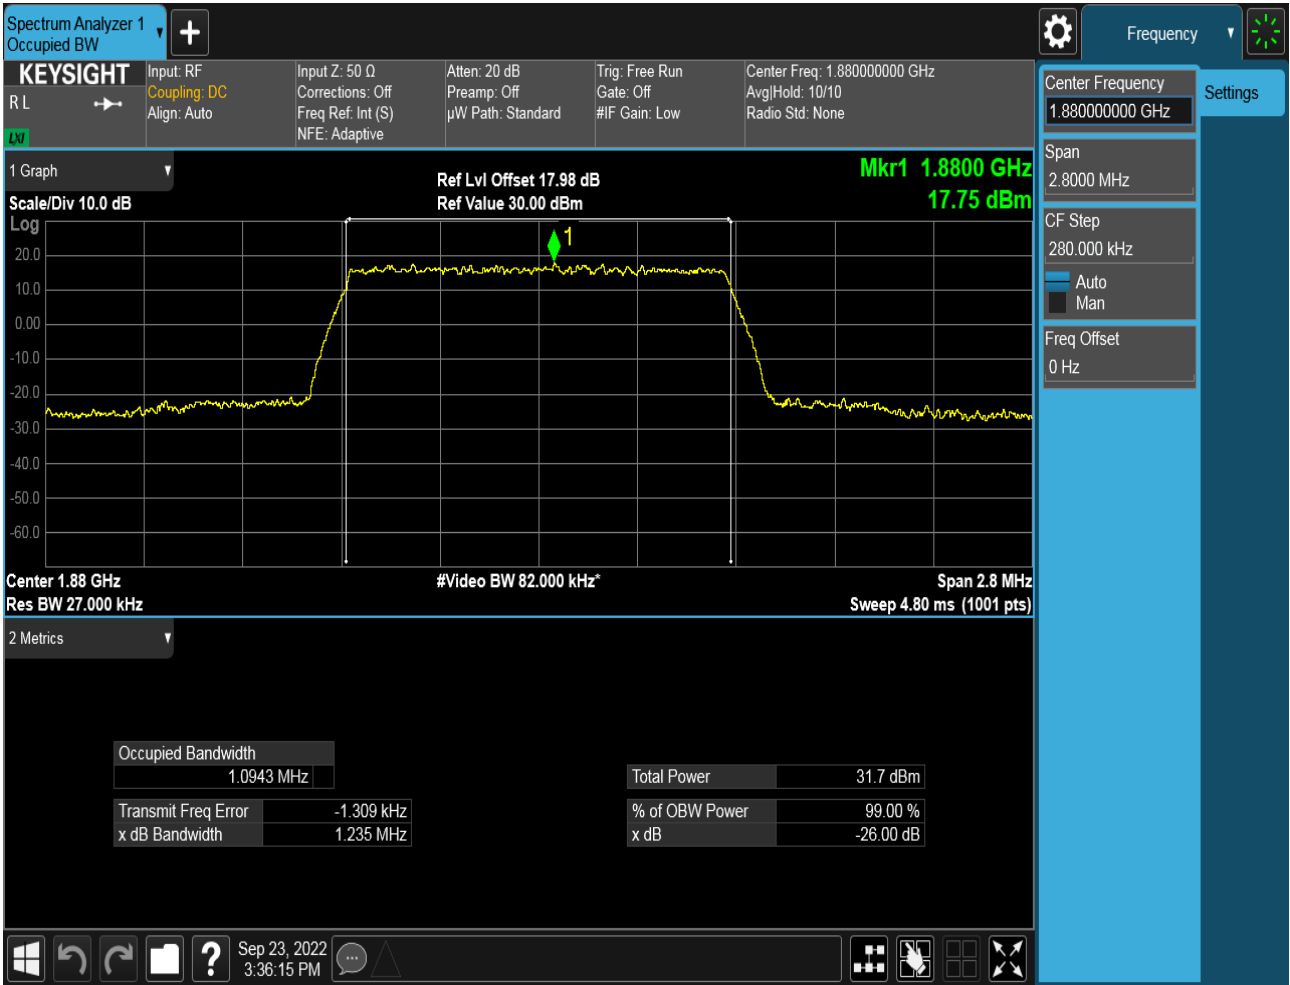 Spectrum Analyzer 1
Occupied BW
Frequency
KEYSIGHT
R L
LXI
Input: RF
Coupling: DC
Align: Auto
Input Z: 50 Ω
Corrections: Off
Freq Ref: Int (S)
NFE: Adaptive
Atten: 20 dB
Preamp: Off
µW Path: Standard
Trig: Free Run
Gate: Off
#IF Gain: Low
Center Freq: 1.880000000 GHz
Avg|Hold: 10/10
Radio Std: None
Center Frequency
1.880000000 GHz
Settings
Span
2.8000 MHz
CF Step
280.000 kHz
Auto
Man
Freq Offset
0 Hz
1 Graph
Scale/Div 10.0 dB
Log
Ref Lvl Offset 17.98 dB
Ref Value 30.00 dBm
Mkr1 1.8800 GHz
17.75 dBm
1
20.0
10.0
0.00
-10.0
-20.0
-30.0
-40.0
-50.0
-60.0
Center 1.88 GHz
Res BW 27.000 kHz
#Video BW 82.000 kHz*
Span 2.8 MHz
Sweep 4.80 ms (1001 pts)
2 Metrics
Occupied Bandwidth
1.0943 MHz
Transmit Freq Error -1.309 kHz
x dB Bandwidth 1.235 MHz
Total Power 31.7 dBm
% of OBW Power 99.00 %
x dB -26.00 dB
?
Sep 23, 2022
3:36:15 PM